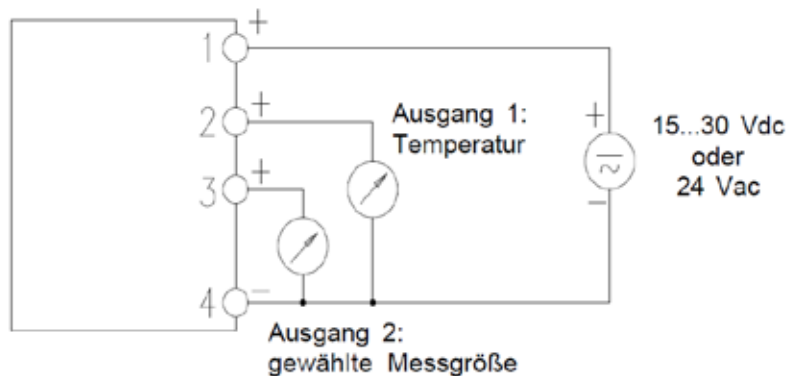 +
1
+
2
Ausgang 1:
Temperatur
+
15...30 Vdc
oder
24 Vac
+
3
−
4
−
Ausgang 2:
gewählte Messgröße